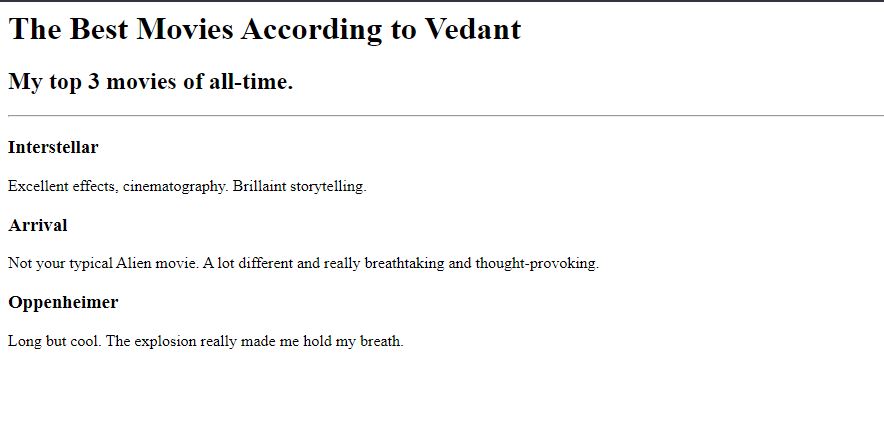 The Best Movies According to Vedant
My top 3 movies of all-time.
Interstellar
Excellent effects, cinematography. Brillaint storytelling.
Arrival
Not your typical Alien movie. A lot different and really breathtaking and thought-provoking.
Oppenheimer
Long but cool. The explosion really made me hold my breath.